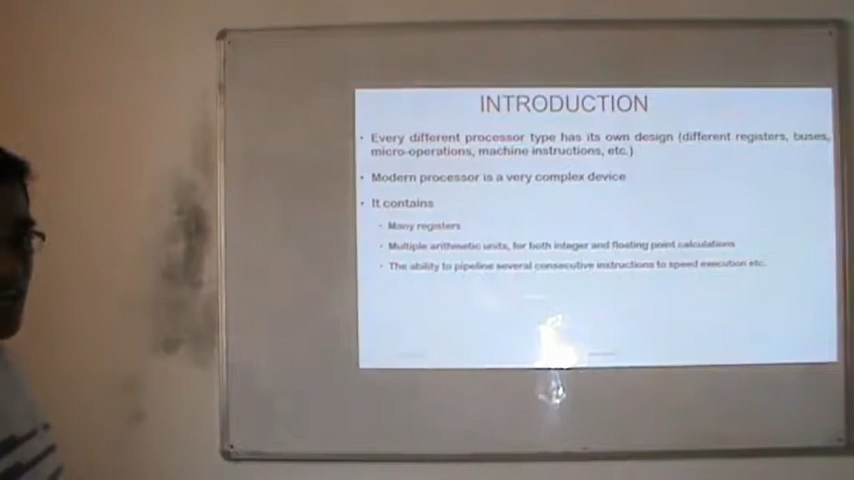 INTRODUCTION
• Every different processor type has its own design (different registers, buses,
micro-operations, machine instructions, etc.)
• Modern processor is a very complex device
• It contains
• Many registers
• Multiple arithmetic units, for both integer and floating point calculations
• The ability to pipeline several consecutive instructions to speed execution etc.